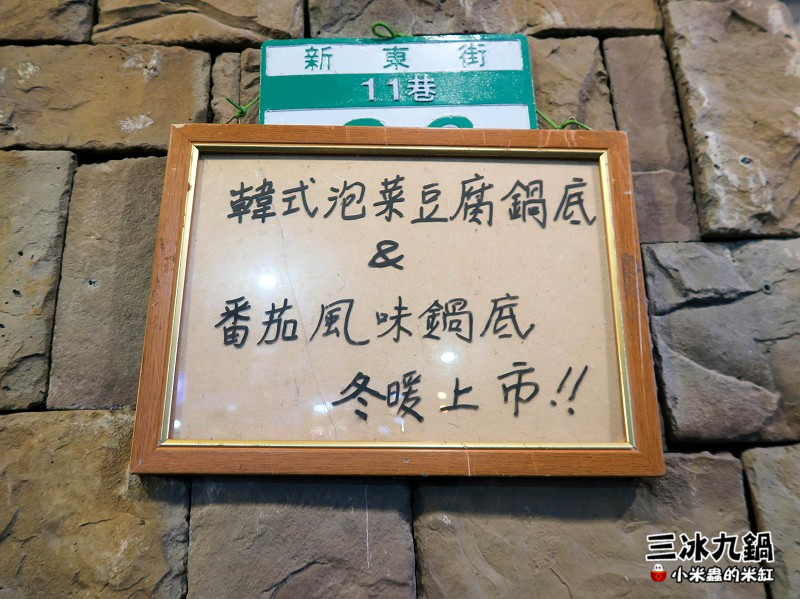 新東街
11巷
韓式泡菜豆腐鍋底
&
番茄風味鍋底
冬暖上市!!
三冰九鍋
小米蟲的米缸